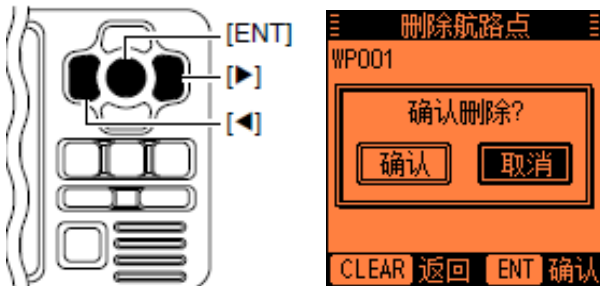 [ENT]
[▶]
[◀]
删除航路点
WP001
确认删除?
确认 取消
CLEAR 返回 ENT 确认